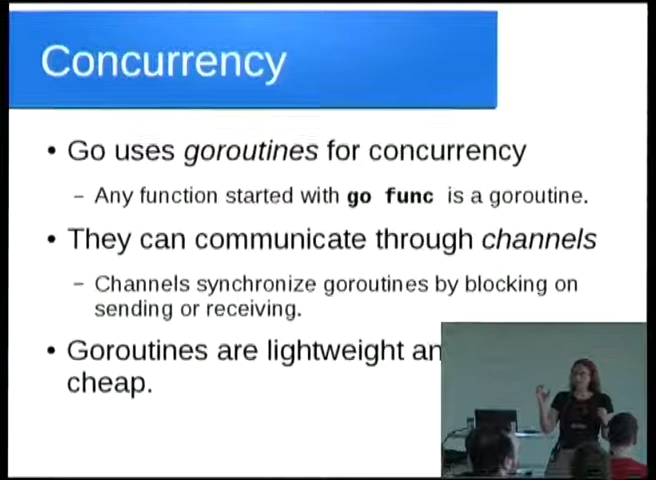 Concurrency
• Go uses goroutines for concurrency
– Any function started with go func is a goroutine.
• They can communicate through channels
– Channels synchronize goroutines by blocking on
sending or receiving.
• Goroutines are lightweight an
cheap.